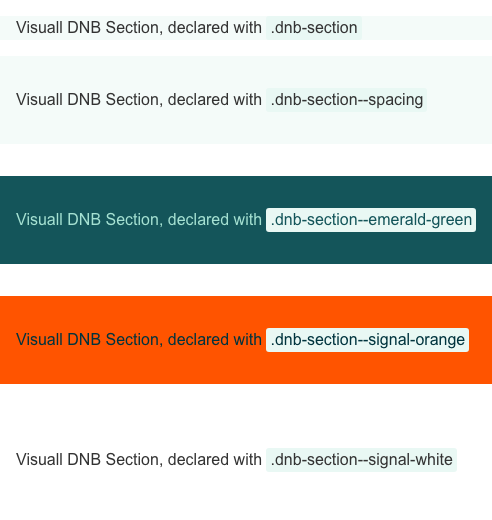 Visuall DNB Section, declared with .dnb-section
Visuall DNB Section, declared with .dnb-section--spacing
Visuall DNB Section, declared with .dnb-section--emerald-green
Visuall DNB Section, declared with .dnb-section--signal-orange
Visuall DNB Section, declared with .dnb-section--signal-white